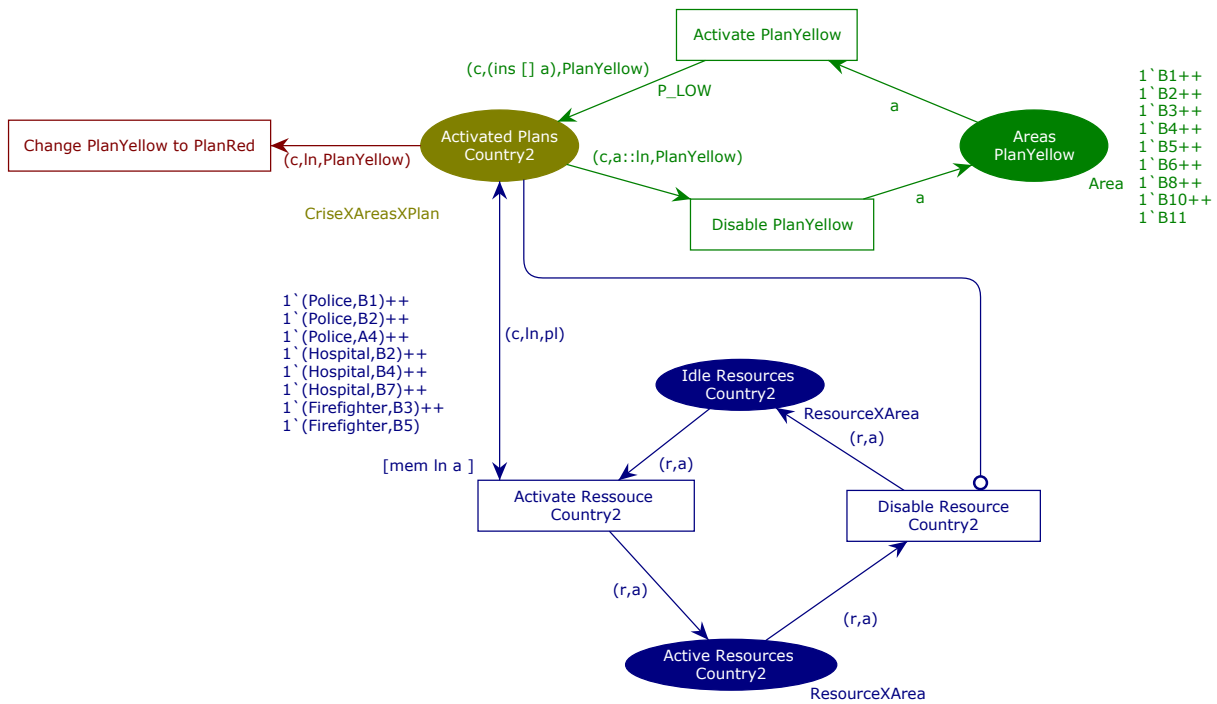 Activate PlanYellow
(c,(ins [] a),PlanYellow)
P_LOW
a
1`B1++
1`B2++
1`B3++
1`B4++
1`B5++
1`B6++
1`B8++
1`B10++
1`B11
Change PlanYellow to PlanRed
(c,ln,PlanYellow)
Activated Plans
Country2
(c,a::ln,PlanYellow)
Areas
PlanYellow
Area
CriseXAreasXPlan
Disable PlanYellow
a
1`(Police,B1)++
1`(Police,B2)++
1`(Police,A4)++
1`(Hospital,B2)++
1`(Hospital,B4)++
1`(Hospital,B7)++
1`(Firefighter,B3)++
1`(Firefighter,B5)
(c,ln,pl)
Idle Resources
Country2
ResourceXArea
(r,a)
[mem ln a ]
(r,a)
Activate Ressouce
Country2
Disable Resource
Country2
(r,a)
(r,a)
Active Resources
Country2
ResourceXArea